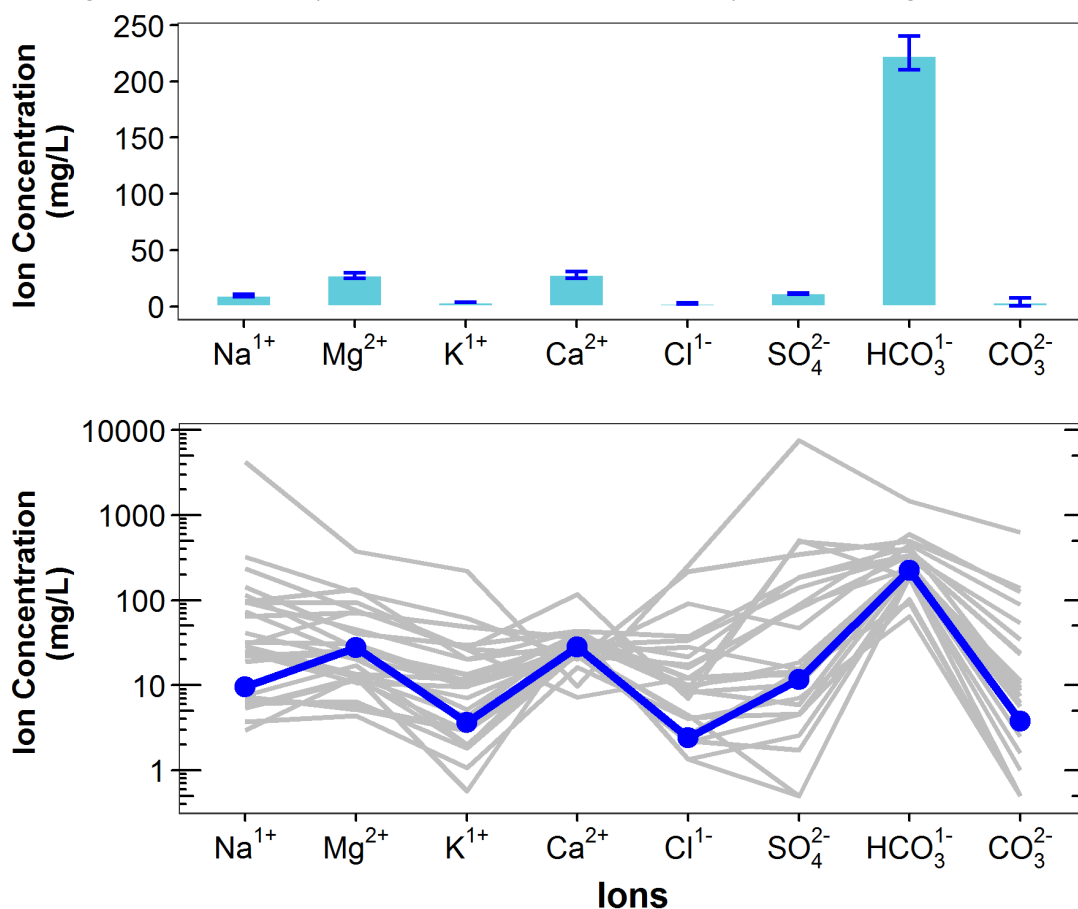 250
200
150
100
50
0
Ion Concentration
(mg/L)
Na1+ Mg2+ K1+ Ca2+ Cl1- SO42- HCO31- CO32-
10000
1000
100
10
1
Ion Concentration
(mg/L)
Na1+ Mg2+ K1+ Ca2+ Cl1- SO42- HCO31- CO32-
Ions